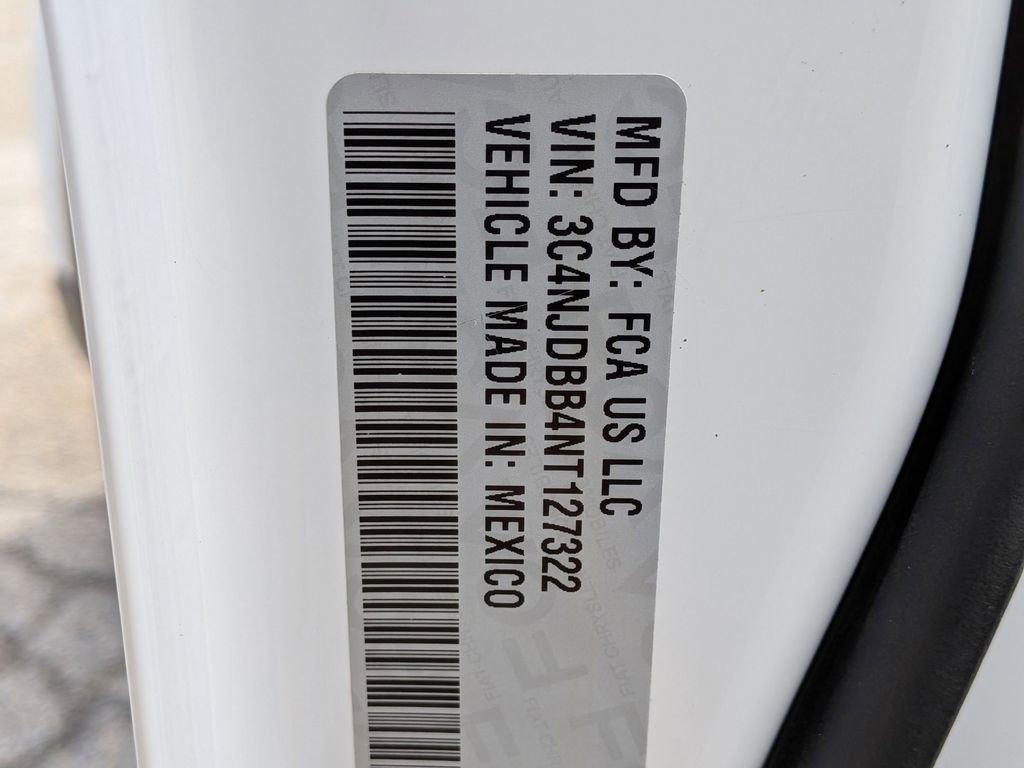 MFD BY: FCA US LLC
VIN: 3C4NJDBB4NT127322
VEHICLE MADE IN: MEXICO